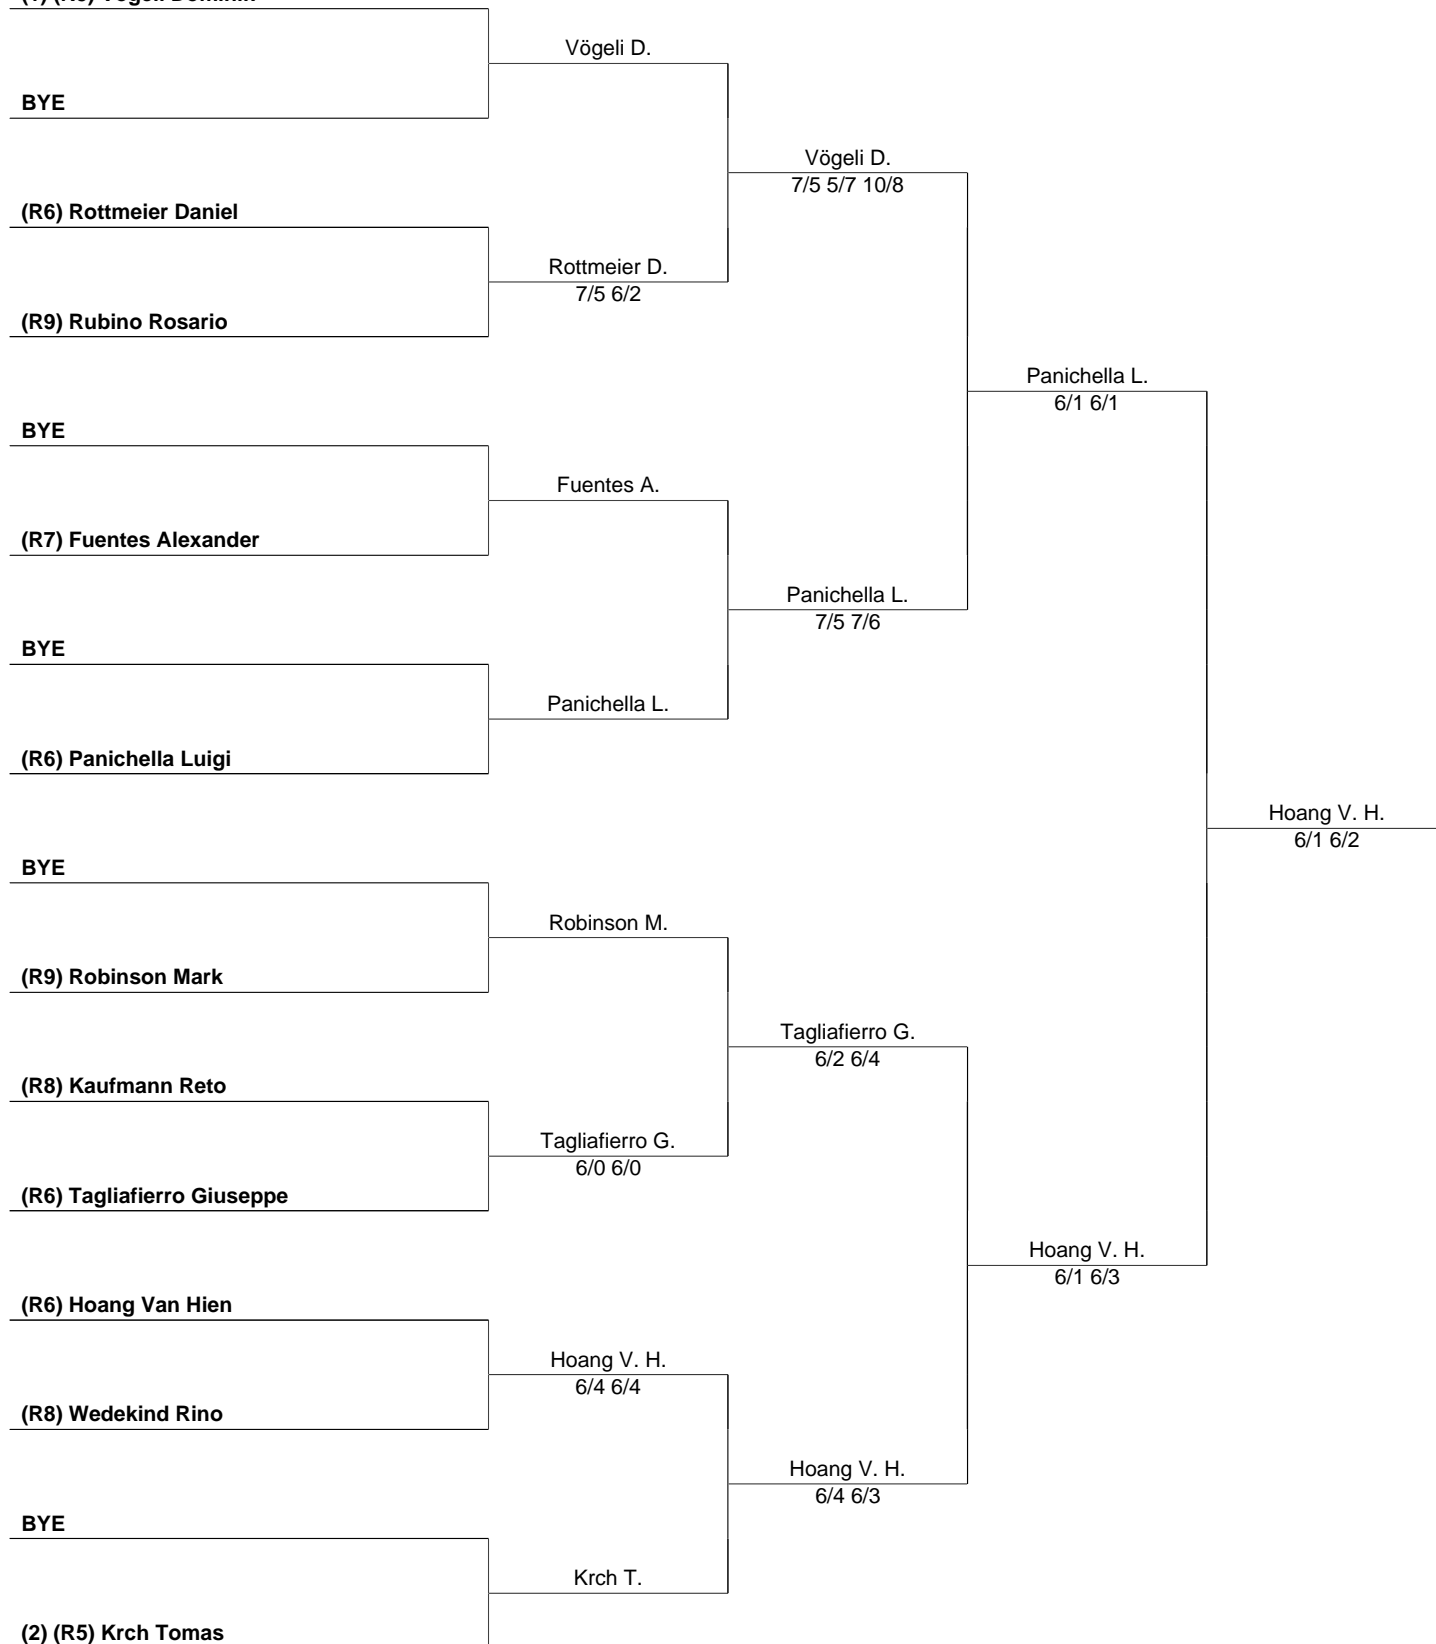 Vögeli D.
BYE
Vögeli D.
7/5 5/7 10/8
(R6) Rottmeier Daniel
Rottmeier D.
7/5 6/2
(R9) Rubino Rosario
Panichella L.
6/1 6/1
BYE
Fuentes A.
(R7) Fuentes Alexander
Panichella L.
7/5 7/6
BYE
Panichella L.
(R6) Panichella Luigi
Hoang V. H.
6/1 6/2
BYE
Robinson M.
(R9) Robinson Mark
Tagliafierro G.
6/2 6/4
(R8) Kaufmann Reto
Tagliafierro G.
6/0 6/0
(R6) Tagliafierro Giuseppe
Hoang V. H.
6/1 6/3
(R6) Hoang Van Hien
Hoang V. H.
6/4 6/4
(R8) Wedekind Rino
Hoang V. H.
6/4 6/3
BYE
Krch T.
(2) (R5) Krch Tomas